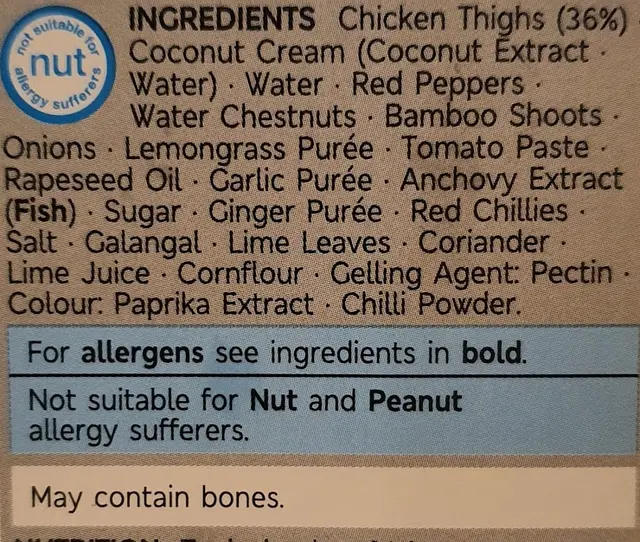 not suitable for
nut
allergy sufferers
INGREDIENTS Chicken Thighs (36%)
Coconut Cream (Coconut Extract ·
Water) · Water · Red Peppers ·
Water Chestnuts · Bamboo Shoots ·
Onions · Lemongrass Purée · Tomato Paste ·
Rapeseed Oil · Garlic Purée · Anchovy Extract
(Fish) · Sugar · Ginger Purée · Red Chillies ·
Salt · Galangal · Lime Leaves · Coriander ·
Lime Juice · Cornflour · Gelling Agent: Pectin ·
Colour: Paprika Extract · Chilli Powder.
For allergens see ingredients in bold.
Not suitable for Nut and Peanut
allergy sufferers.
May contain bones.